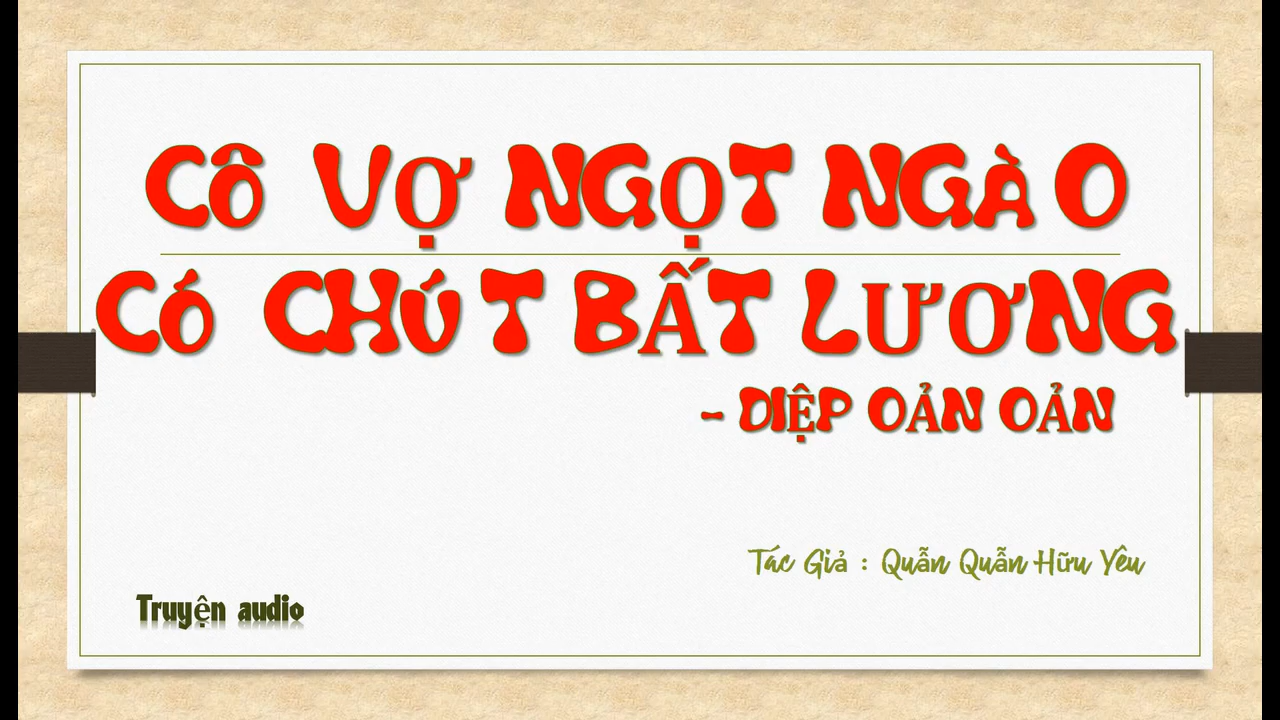 CÔ VỢ NGỌT NGÀO
CÓ CHÚT BẤT LƯƠNG
- DIỆP OẢN OẢN
Tác Giả : Quẫn Quẫn Hữu Yêu
Truyện audio